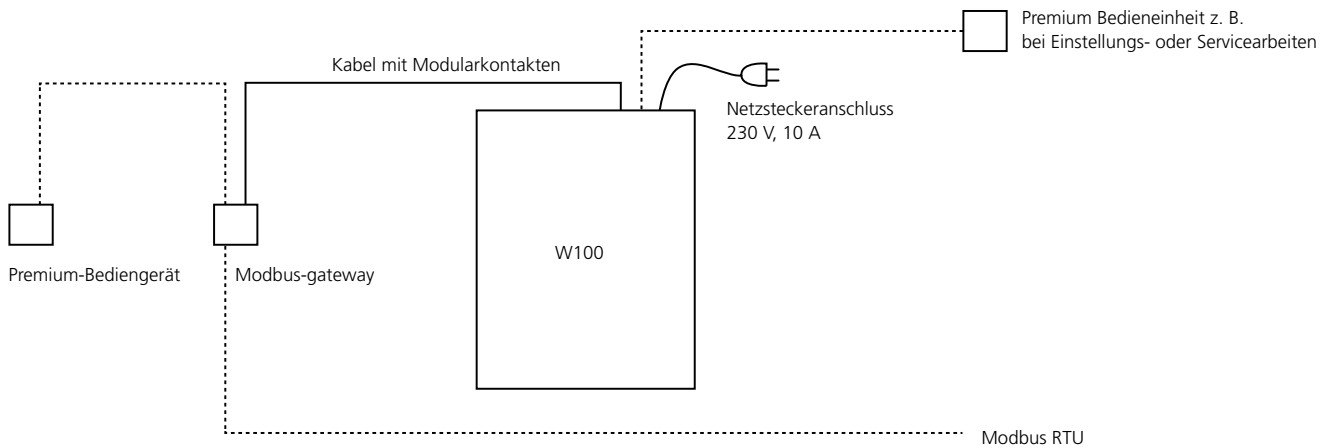 Premium Bedieneinheit z. B.
bei Einstellungs- oder Servicearbeiten
Kabel mit Modularkontakten
Netzsteckeranschluss
230 V, 10 A
W100
Premium-Bediengerät
Modbus-gateway
Modbus RTU